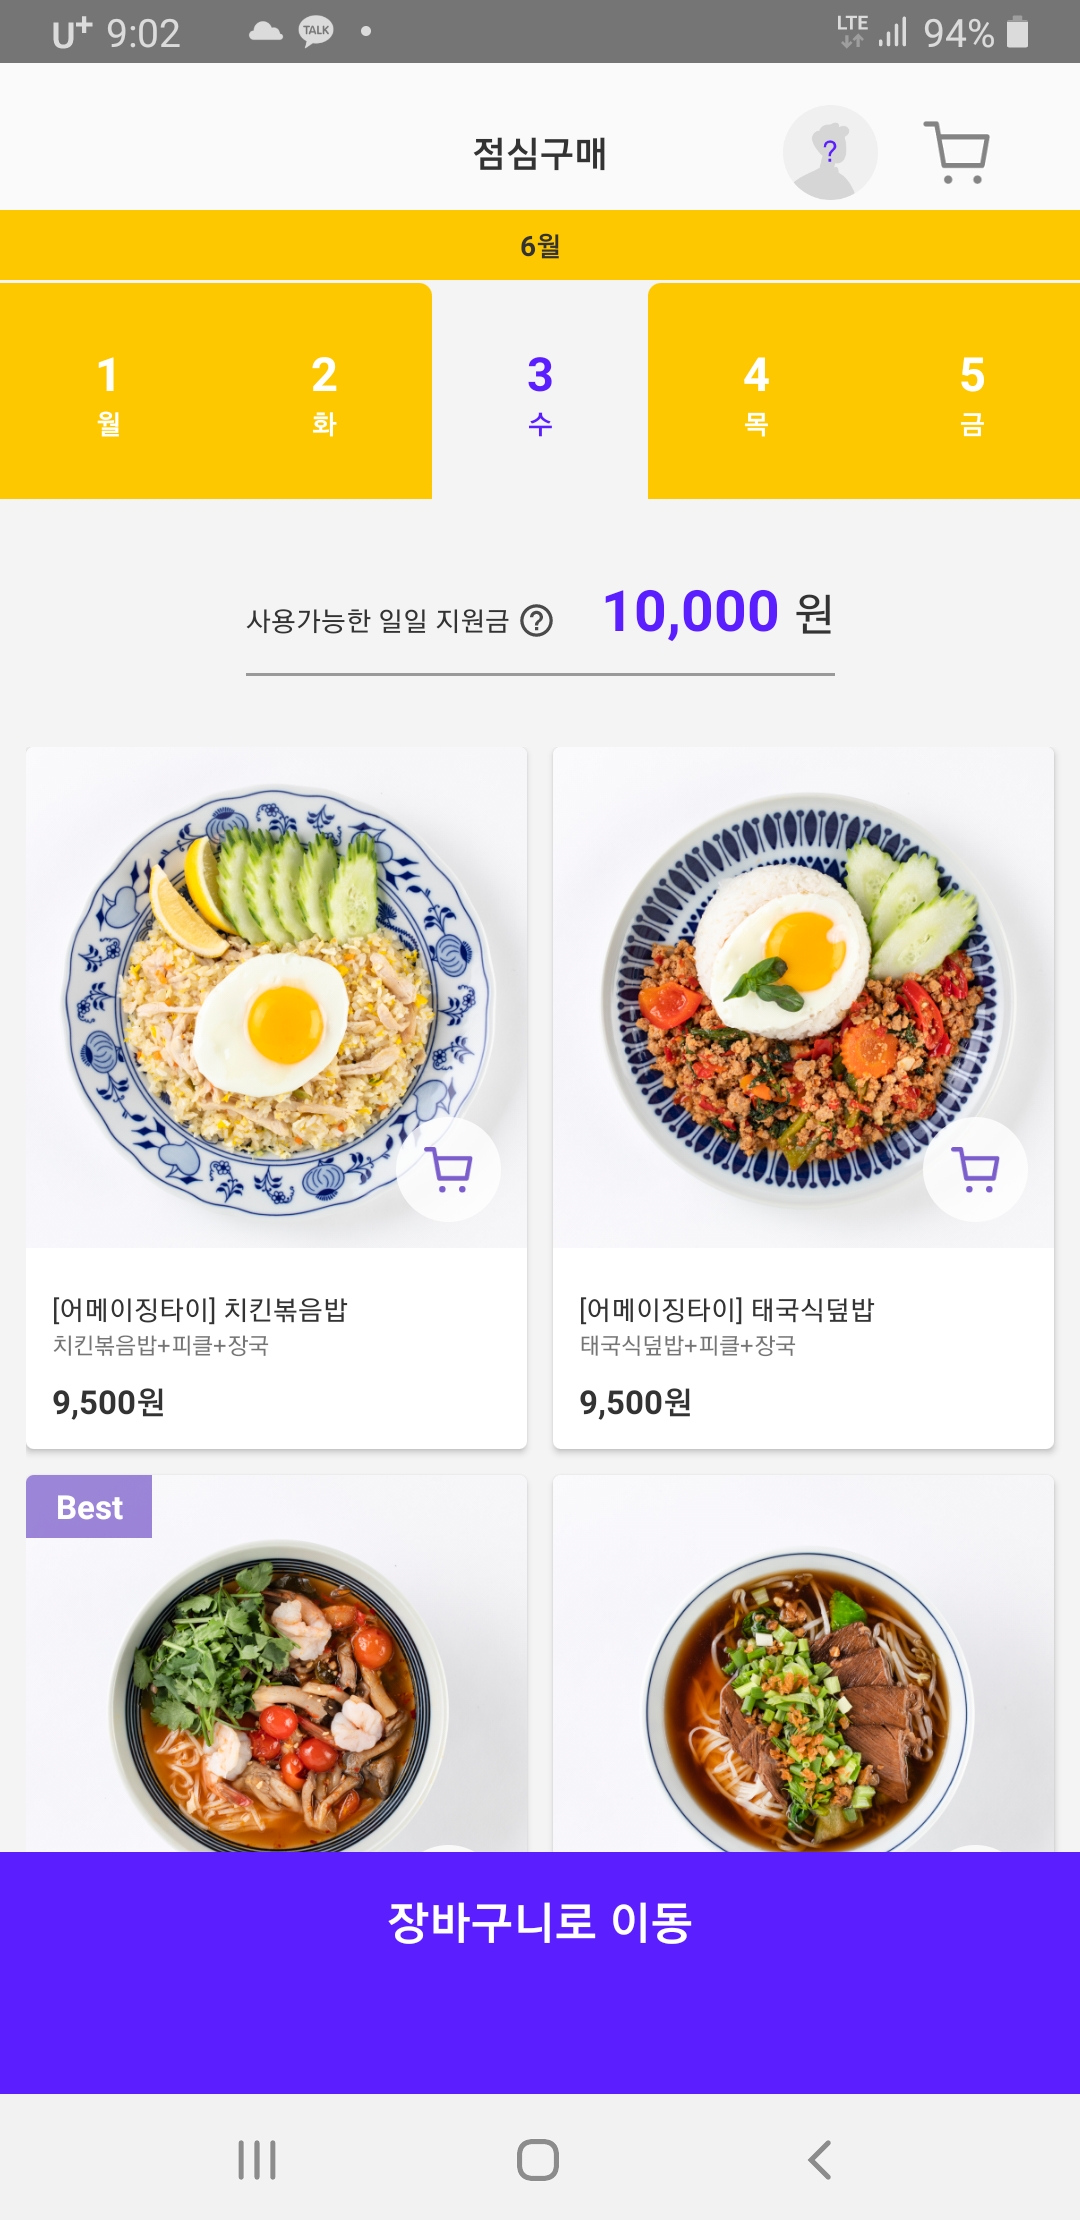 U⁺ 9:02 TALK LTE 94%
점심구매 ?
6월
1 2 3 4 5
월 화 수 목 금
사용가능한 일일 지원금 ? 10,000 원
[어메이징타이] 치킨볶음밥
치킨볶음밥+피클+장국
9,500원
[어메이징타이] 태국식덮밥
태국식덮밥+피클+장국
9,500원
Best
장바구니로 이동